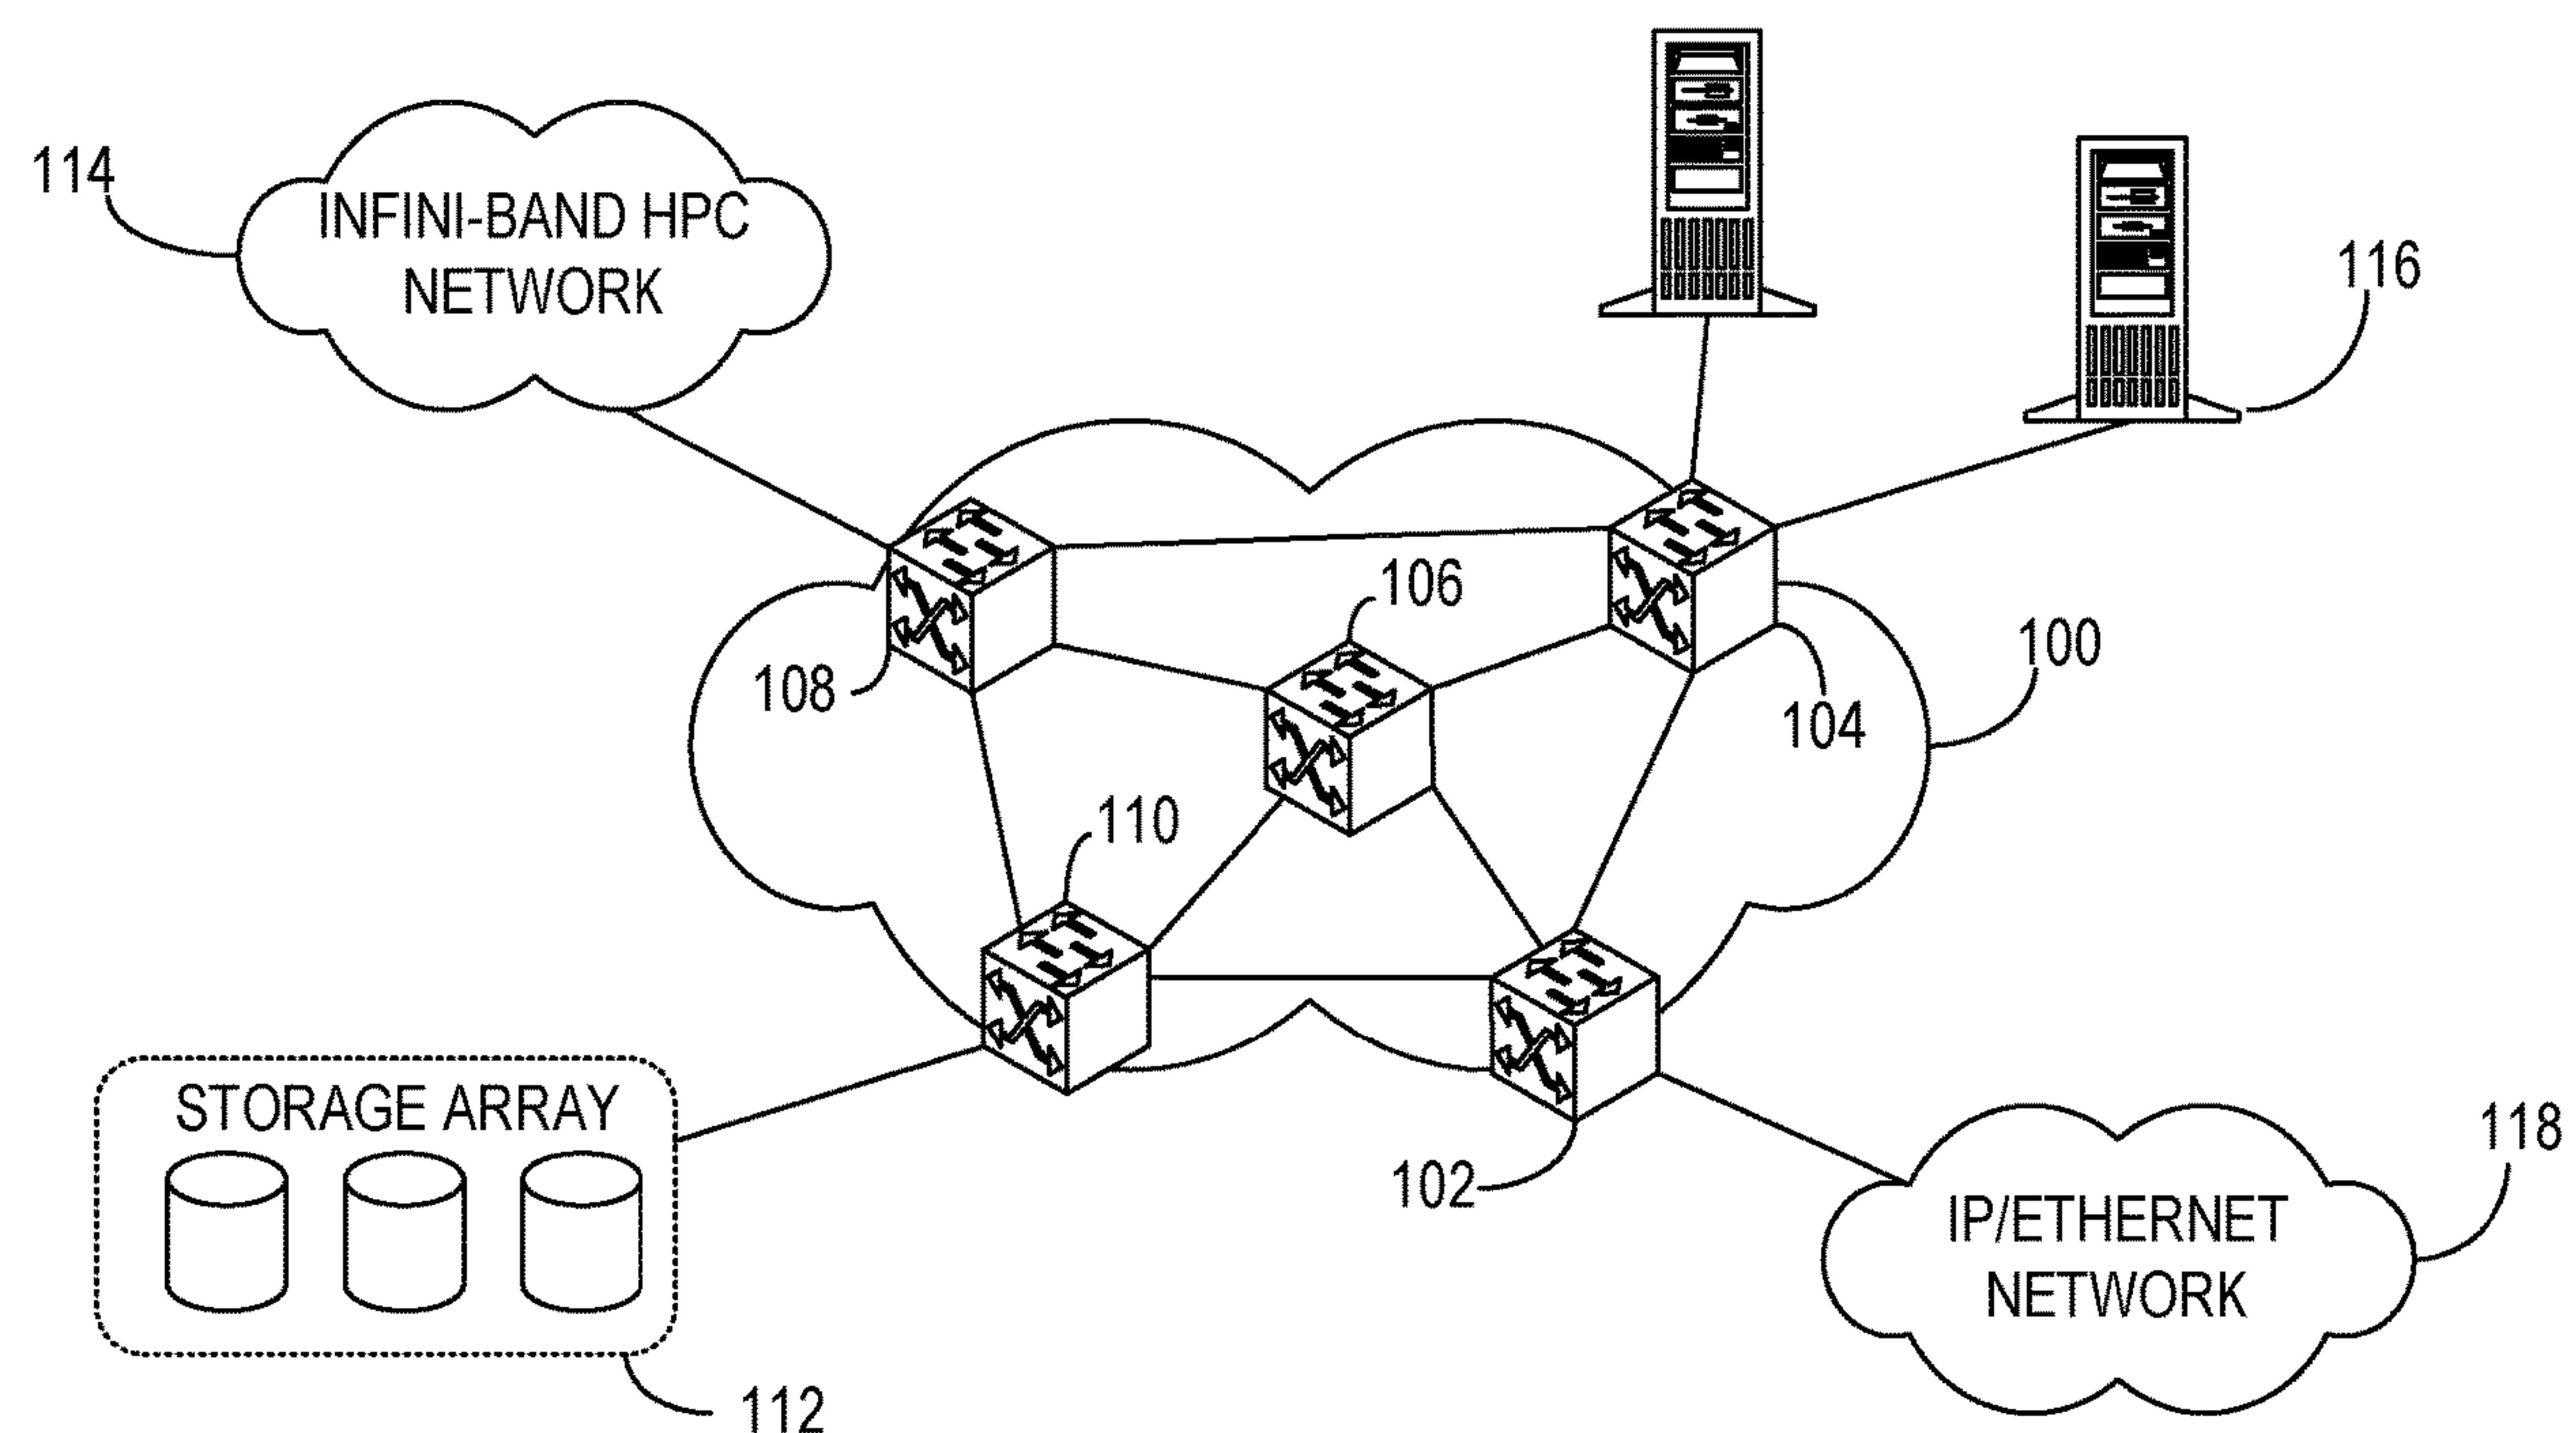 114
INFINI-BAND HPC
NETWORK
116
106
100
108
104
110
STORAGE ARRAY
118
102
IP/ETHERNET
NETWORK
112